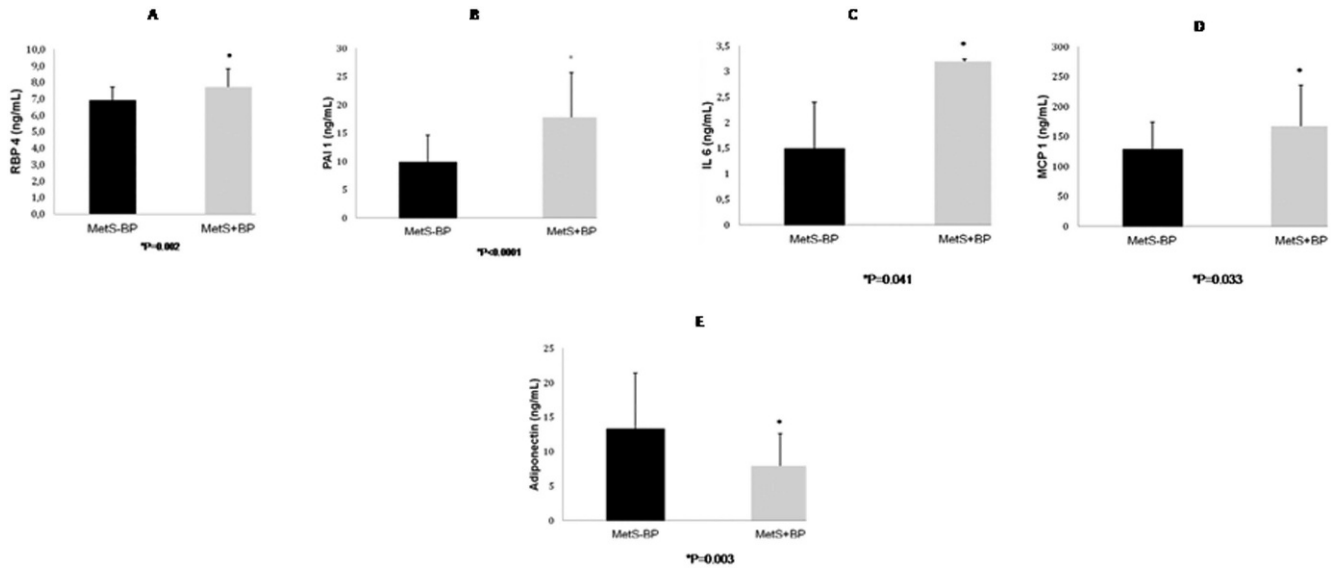 A
RBP 4 (ng/mL)
10,0
9,0
8,0
7,0
6,0
5,0
4,0
3,0
2,0
1,0
0,0
*
MetS-BP MetS+BP
*P=0.002
B
PAI 1 (ng/mL)
30
25
20
15
10
5
0
*
MetS-BP MetS+BP
*P<0.0001
C
IL 6 (ng/mL)
3,5
3
2,5
2
1,5
1
0,5
0
*
MetS-BP MetS+BP
*P=0.041
D
MCP 1 (ng/mL)
300
250
200
150
100
50
0
*
MetS-BP MetS+BP
*P=0.033
E
Adiponectin (ng/mL)
25
20
15
10
5
0
*
MetS-BP MetS+BP
*P=0.003